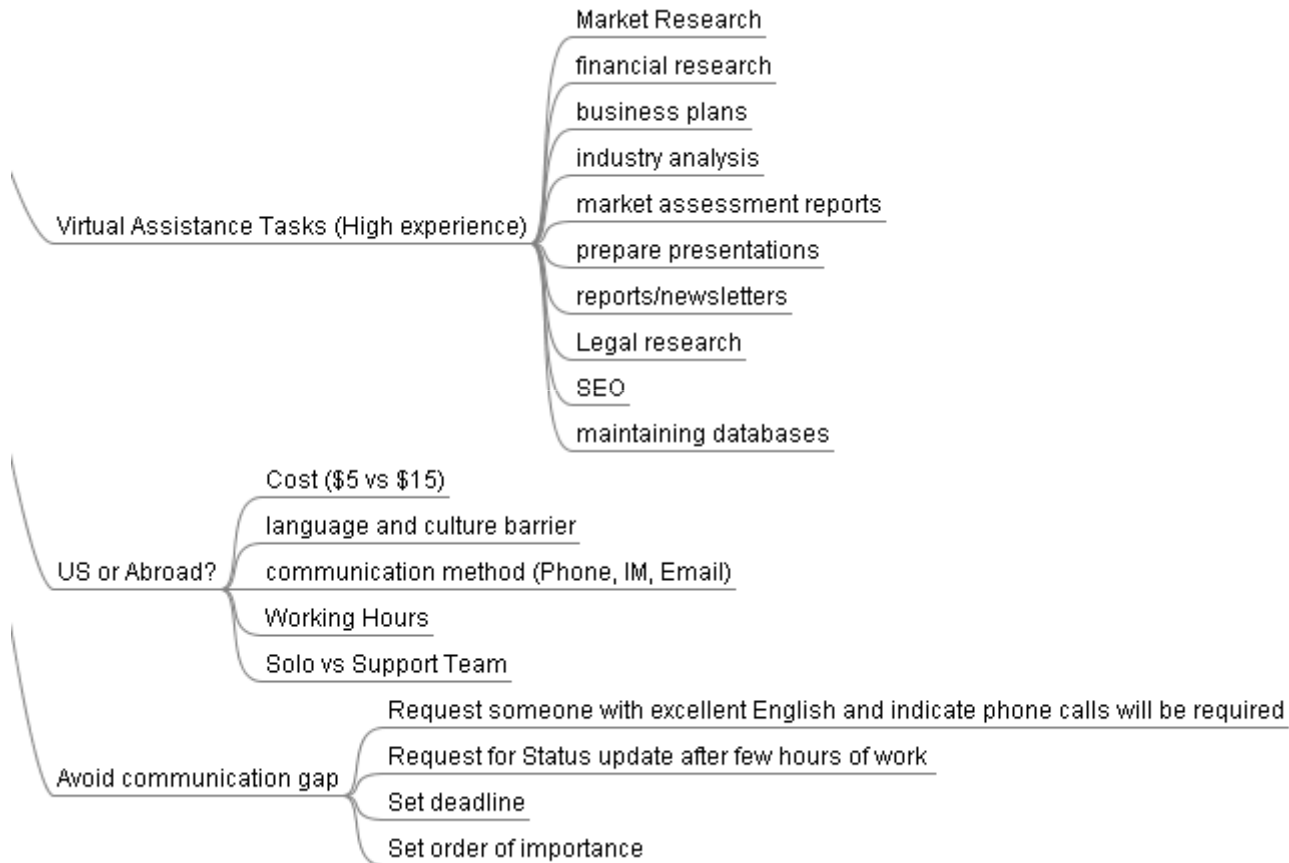 Virtual Assistance Tasks (High experience)
Market Research
financial research
business plans
industry analysis
market assessment reports
prepare presentations
reports/newsletters
Legal research
SEO
maintaining databases
US or Abroad?
Cost ($5 vs $15)
language and culture barrier
communication method (Phone, IM, Email)
Working Hours
Solo vs Support Team
Avoid communication gap
Request someone with excellent English and indicate phone calls will be required
Request for Status update after few hours of work
Set deadline
Set order of importance